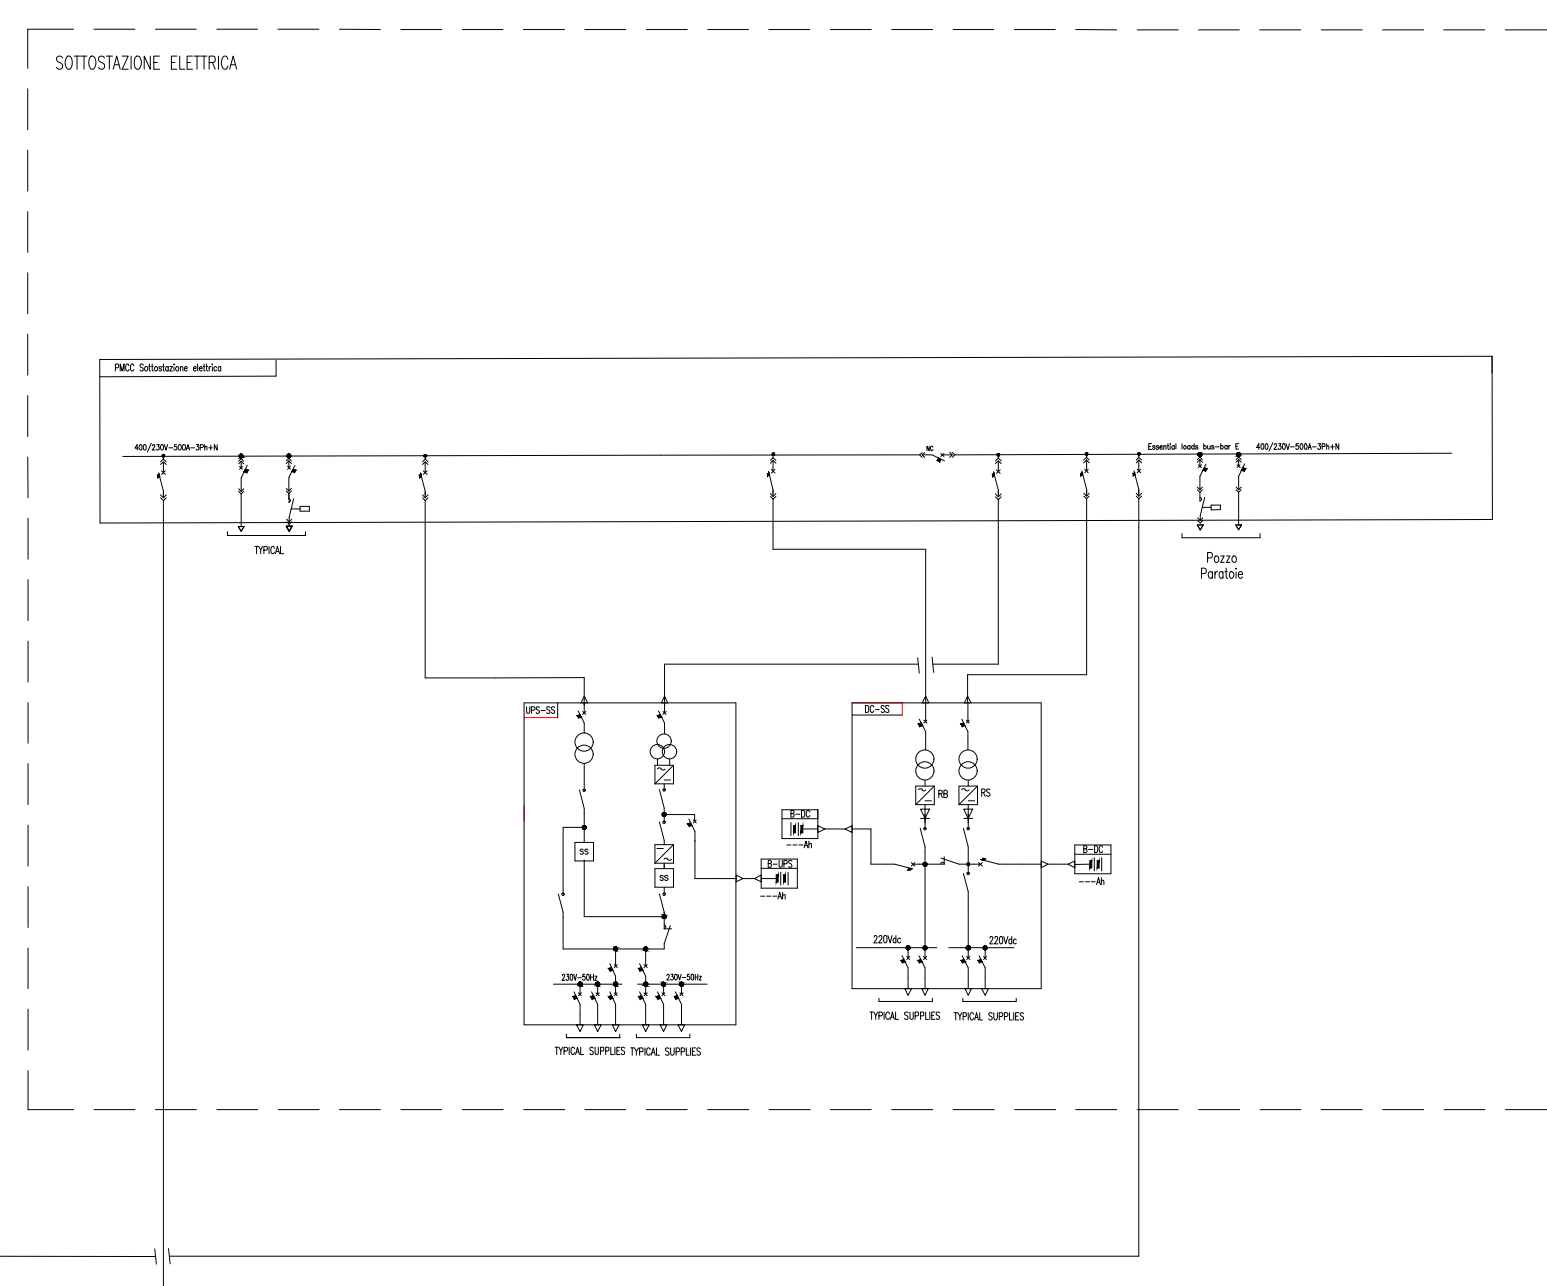 SOTTOSTAZIONE ELETTRICA
PMCC Sottostazione elettrica
400/230V-500A-3Ph+N
NC
Essential loads bus-bar E
400/230V-500A-3Ph+N
TYPICAL
Pozzo
Paratoie
UPS-SS
DC-SS
RB
RS
B-DC
---Ah
SS
B-DC
---Ah
B-UPS
---Ah
SS
220Vdc
220Vdc
230V-50Hz
230V-50Hz
TYPICAL SUPPLIES
TYPICAL SUPPLIES
TYPICAL SUPPLIES
TYPICAL SUPPLIES